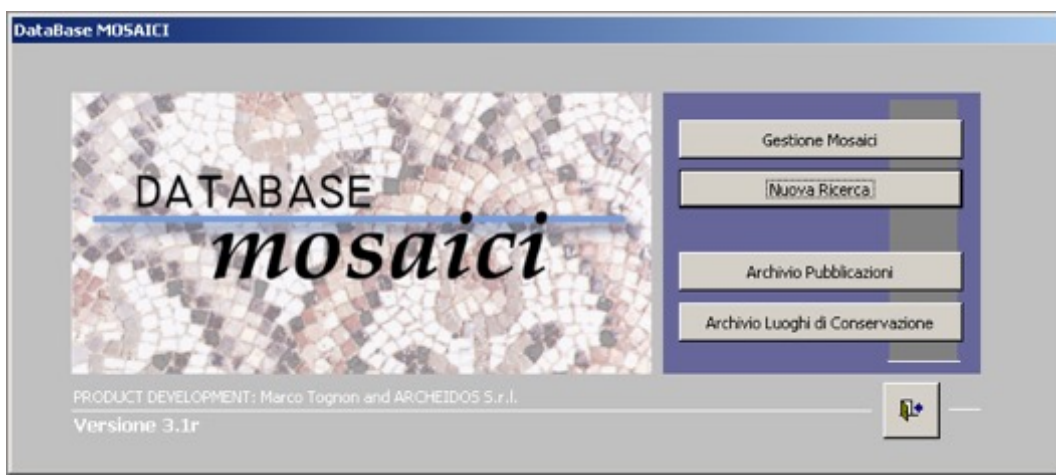 DataBase MOSAICI
DATABASE
mosaici
Gestione Mosaici
Nuova Ricerca
Archivio Pubblicazioni
Archivio Luoghi di Conservazione
PRODUCT DEVELOPMENT: Marco Tognon and ARCHEIDOS S.r.l.
Versione 3.1r